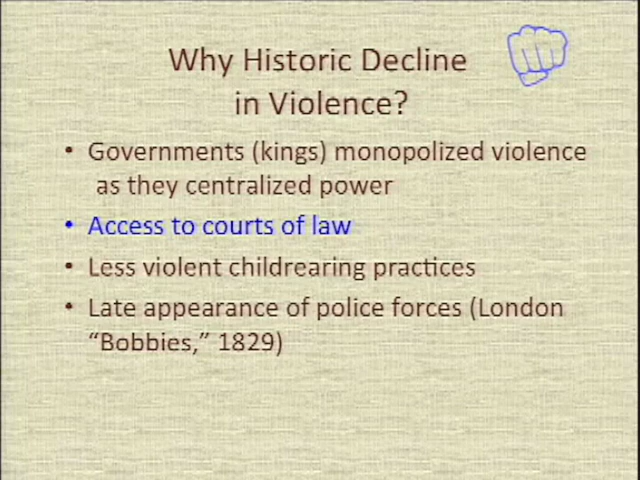 Why Historic Decline
in Violence?
• Governments (kings) monopolized violence
as they centralized power
• Access to courts of law
• Less violent childrearing practices
• Late appearance of police forces (London
“Bobbies,” 1829)